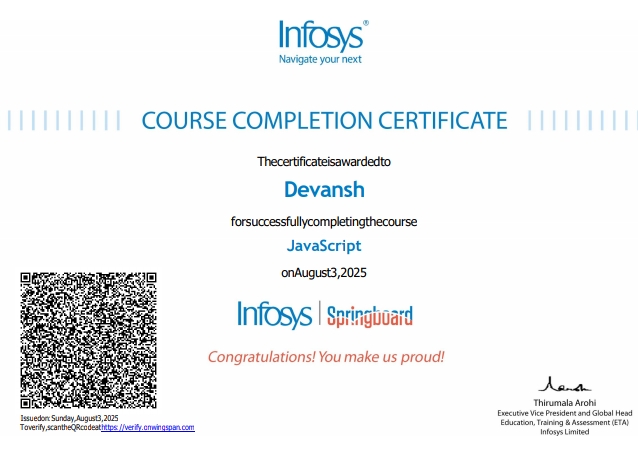 Infosys®
Navigate your next
COURSE COMPLETION CERTIFICATE
Thecertificateisawardedto
Devansh
forsuccessfullycompletingthecourse
JavaScript
onAugust3,2025
Infosys | Springboard
Congratulations! You make us proud!
Issuedon:Sunday,August3,2025
Toverify,scantheQRcodeathttps://verify.onwingspan.com
Thirumala Arohi
Executive Vice President and Global Head
Education, Training & Assessment (ETA)
Infosys Limited